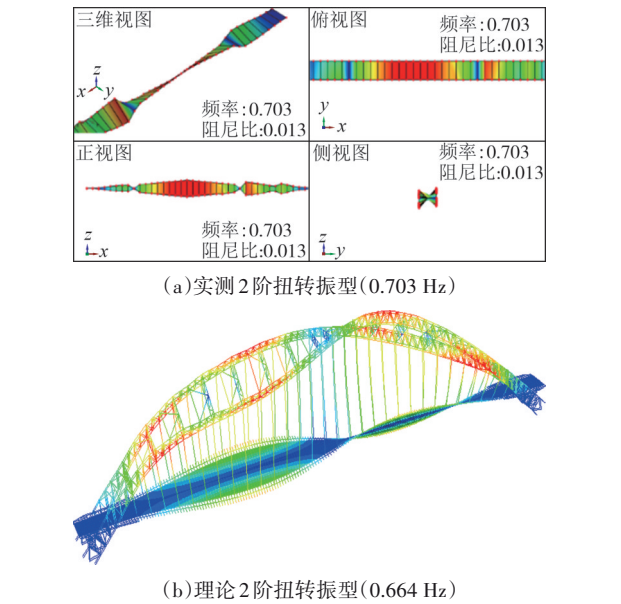 三维视图
z
x
y
频率:0.703
阻尼比:0.013
俯视图
频率:0.703
阻尼比:0.013
y
x
正视图
频率:0.703
阻尼比:0.013
z
x
侧视图
频率:0.703
阻尼比:0.013
z
y
(a)实测2阶扭转振型(0.703 Hz)
(b)理论2阶扭转振型(0.664 Hz)